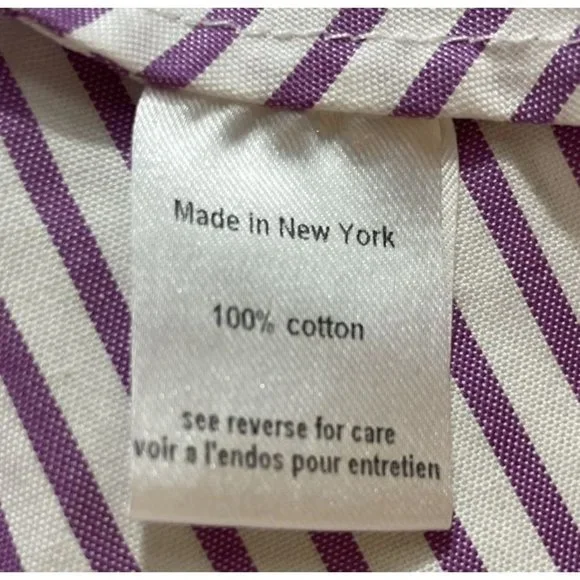 Made in New York
100% cotton
see reverse for care
voir a l'endos pour entretien